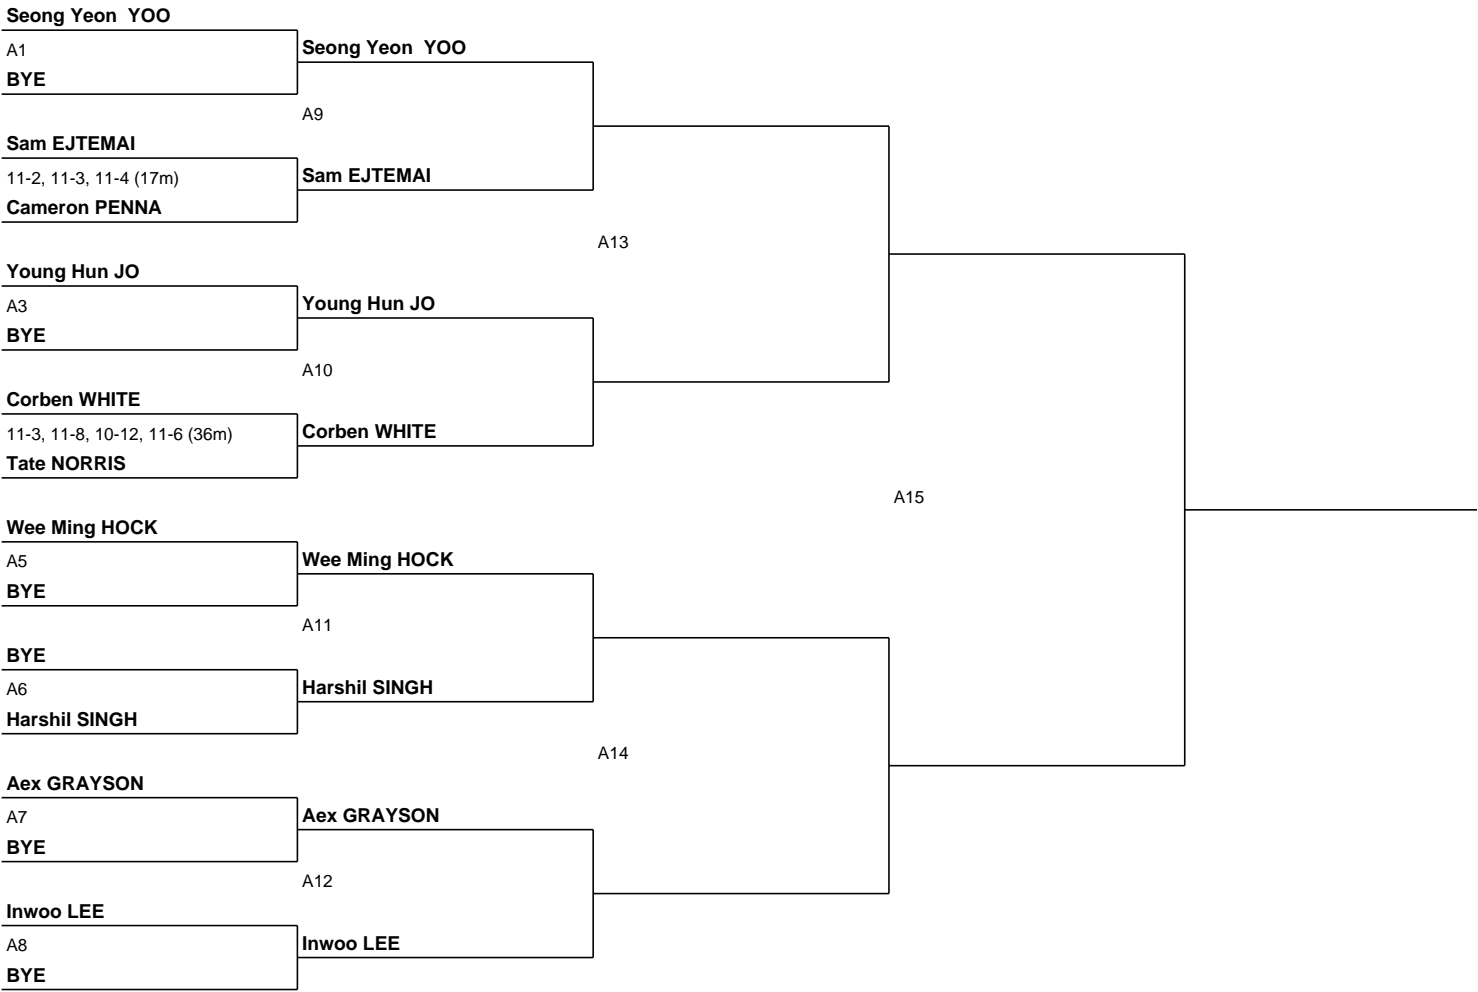 Seong Yeon  YOO
A1
BYE
Seong Yeon  YOO
A9
Sam EJTEMAI
11-2, 11-3, 11-4 (17m)
Cameron PENNA
Sam EJTEMAI
A13
Young Hun JO
A3
BYE
Young Hun JO
A10
Corben WHITE
11-3, 11-8, 10-12, 11-6 (36m)
Tate NORRIS
Corben WHITE
A15
Wee Ming HOCK
A5
BYE
Wee Ming HOCK
A11
BYE
A6
Harshil SINGH
Harshil SINGH
A14
Aex GRAYSON
A7
BYE
Aex GRAYSON
A12
Inwoo LEE
A8
BYE
Inwoo LEE